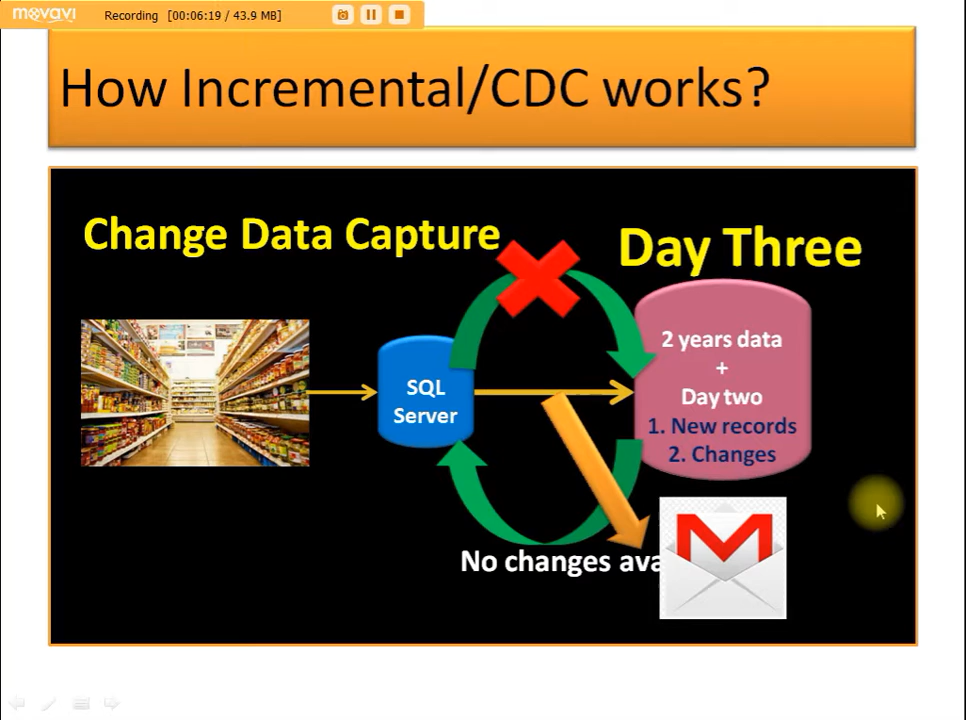 movavi
Recording [00:06:19 / 43.9 MB]
How Incremental/CDC works?
Change Data Capture
Day Three
SQL
Server
2 years data
+
Day two
1. New records
2. Changes
No changes ava